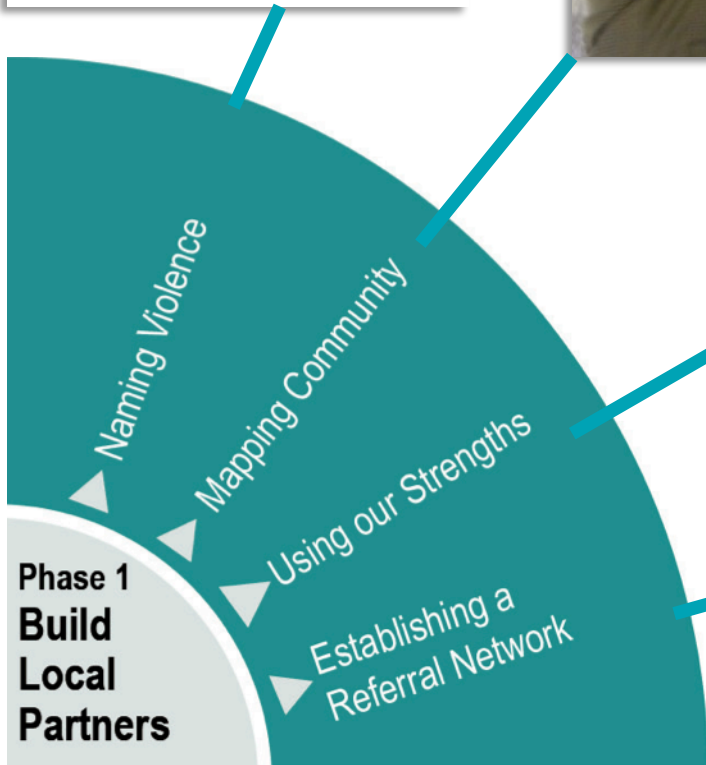 Naming Violence
Mapping Community
Using our Strengths
Establishing a
Referral Network
Phase 1
Build
Local
Partners